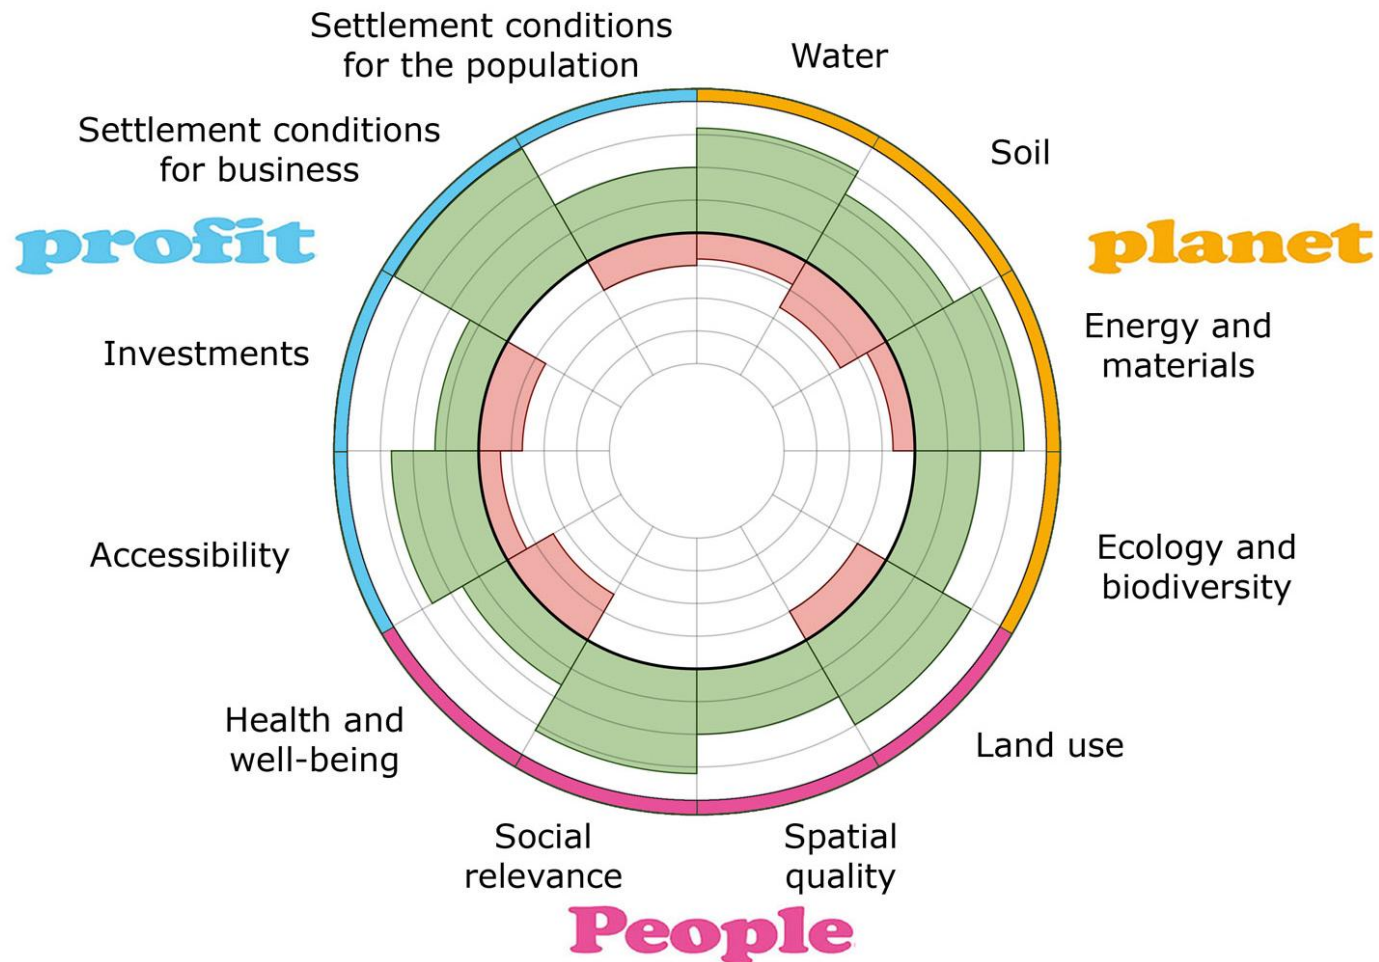 Settlement conditions
for the population
Water
Settlement conditions
for business
Soil
profit
planet
Energy and
materials
Investments
Accessibility
Ecology and
biodiversity
Health and
well-being
Land use
Social
relevance
Spatial
quality
People